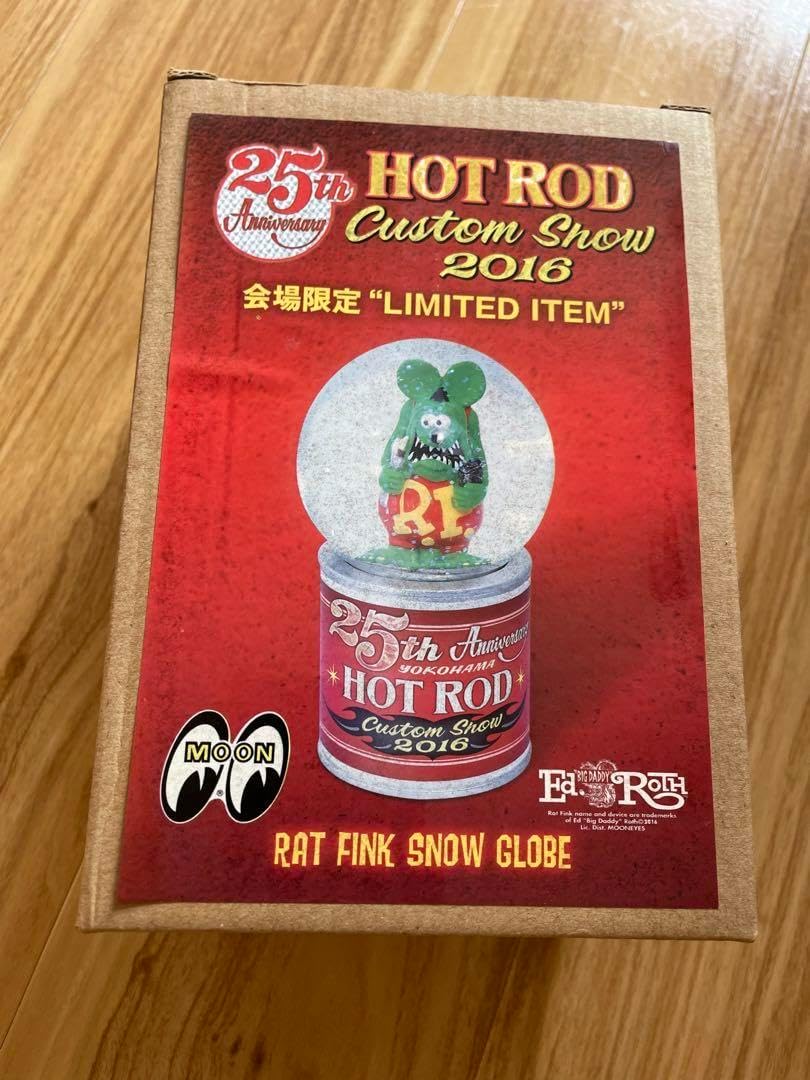 25th
Anniversary
HOT ROD
Custom Show
2016
会場限定 “LIMITED ITEM”
R.F.
25th Anniversary
YOKOHAMA
HOT ROD
Custom Show
2016
MOON
®
Ed. "BIG DADDY" Roth
Rat Fink name and device are trademarks
of Ed "Big Daddy" Roth©2016
Lic. Dist. MOONEYES
RAT FINK SNOW GLOBE